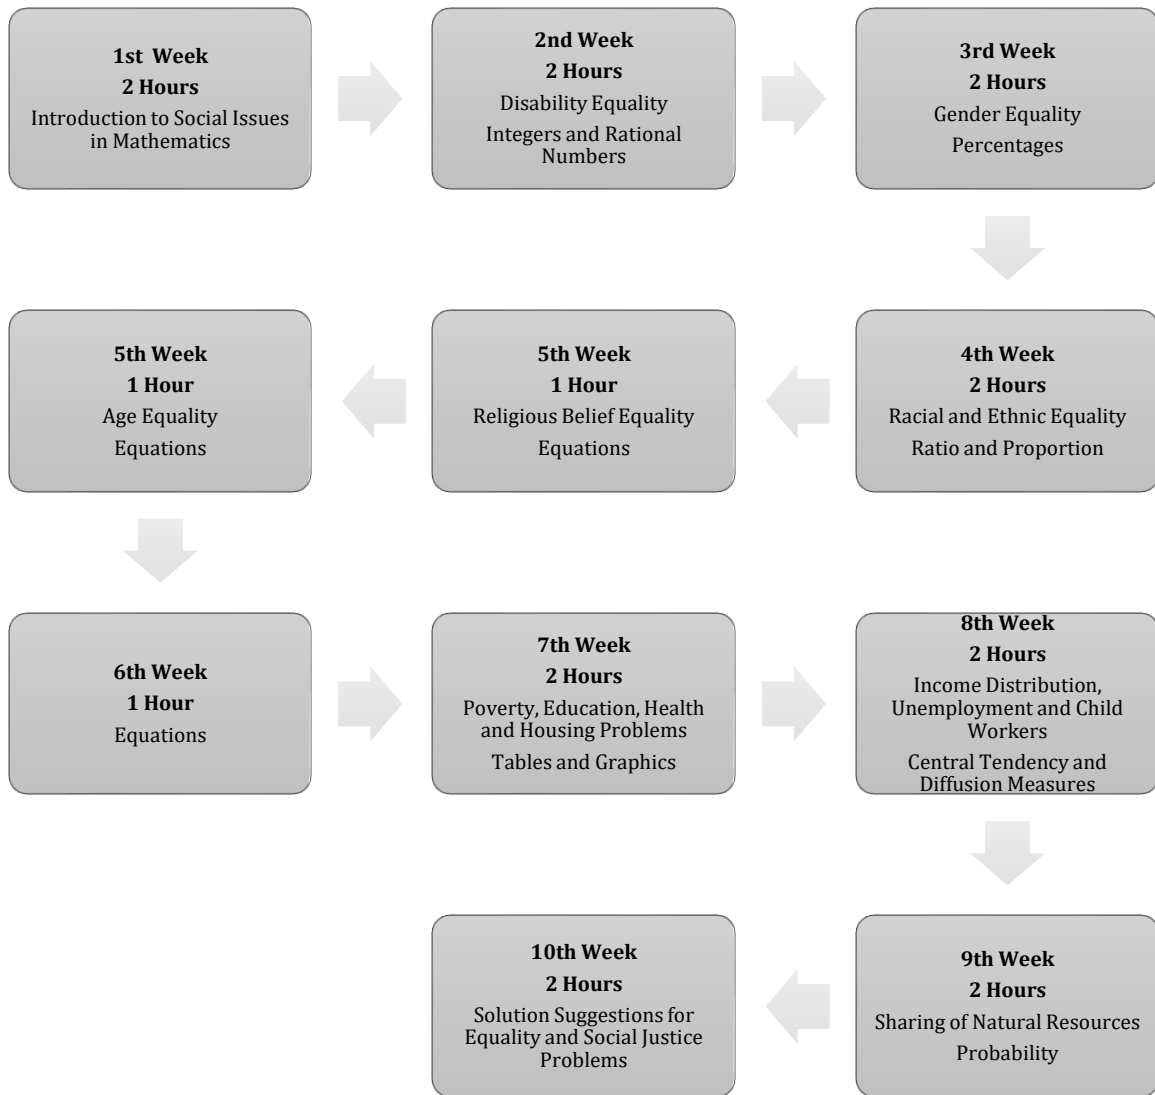 1st Week
2 Hours
Introduction to Social Issues
in Mathematics
2nd Week
2 Hours
Disability Equality
Integers and Rational
Numbers
3rd Week
2 Hours
Gender Equality
Percentages
4th Week
2 Hours
Racial and Ethnic Equality
Ratio and Proportion
5th Week
1 Hour
Religious Belief Equality
Equations
5th Week
1 Hour
Age Equality
Equations
6th Week
1 Hour
Equations
7th Week
2 Hours
Poverty, Education, Health
and Housing Problems
Tables and Graphics
8th Week
2 Hours
Income Distribution,
Unemployment and Child
Workers
Central Tendency and
Diffusion Measures
9th Week
2 Hours
Sharing of Natural Resources
Probability
10th Week
2 Hours
Solution Suggestions for
Equality and Social Justice
Problems